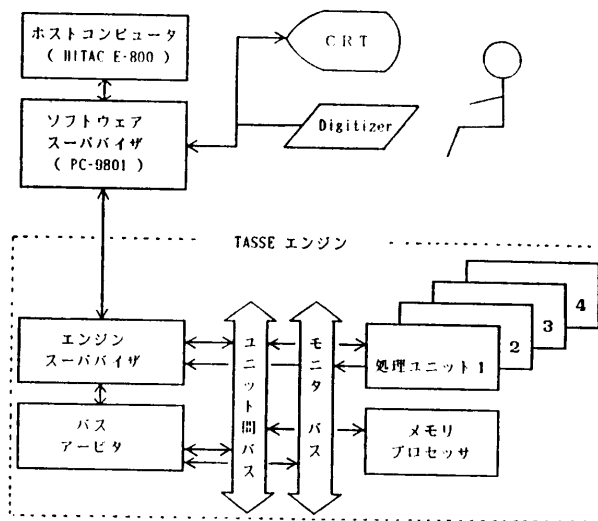 ホストコンピュータ
( HITAC E-800 )
CRT
ソフトウェア
スーパバイザ
( PC-9801 )
Digitizer
TASSE エンジン
エンジン
スーパバイザ
ユニット間バス
モニタ バス
処理ユニット 1
2
3
4
バス
アービタ
メモリ
プロセッサ